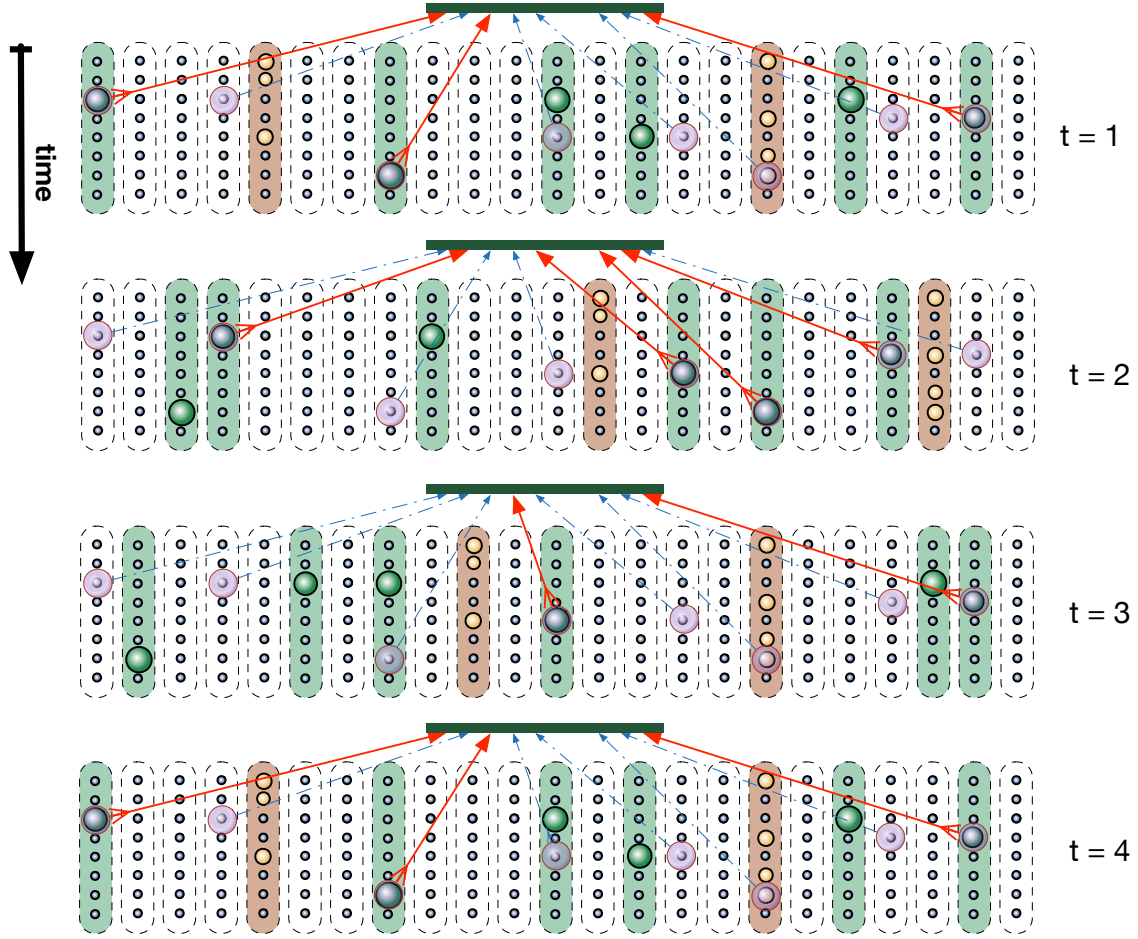 t = 1
time
t = 2
t = 3
t = 4